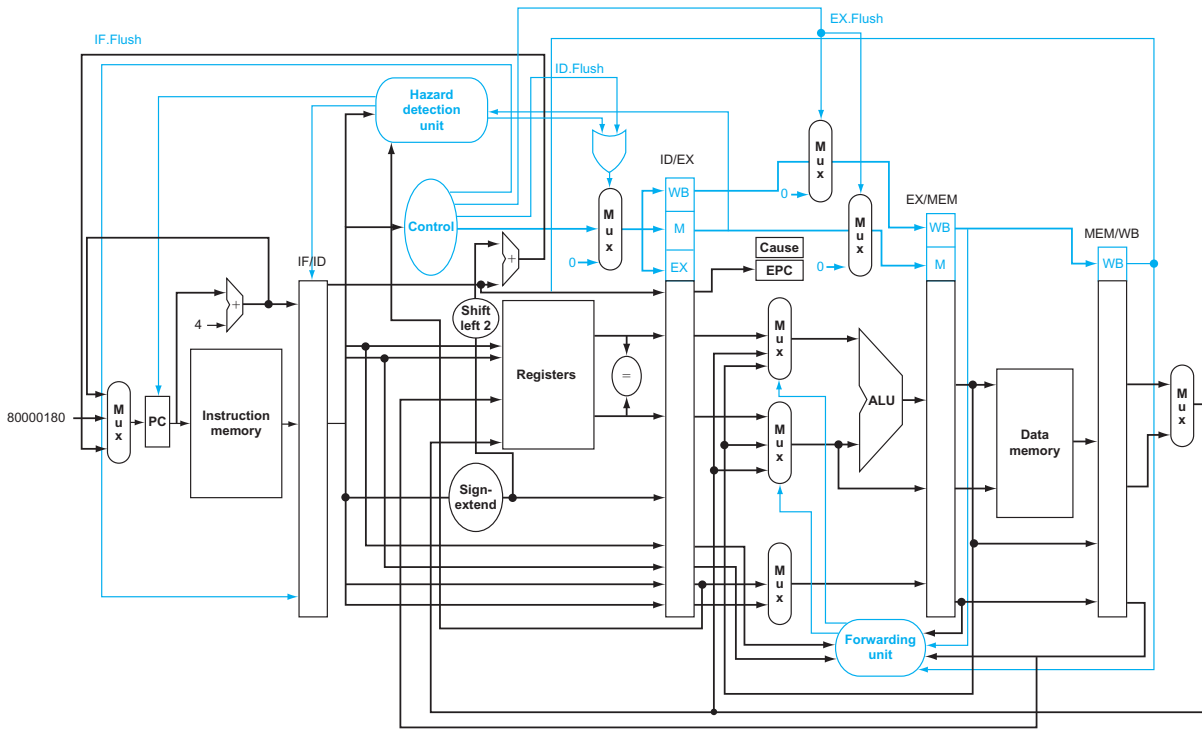 IF.Flush
EX.Flush
ID.Flush
Hazard
detection
unit
M
u
x
ID/EX
WB
0
M
u
x
EX/MEM
Control
M
u
x
M
WB
MEM/WB
Cause
WB
IF/ID
0
EX
EPC
0
M
+
+
Shift
left 2
4
M
u
x
Registers
=
ALU
M
u
x
80000180
M
u
x
PC
Instruction
memory
M
u
x
Data
memory
Sign-
extend
M
u
x
Forwarding
unit